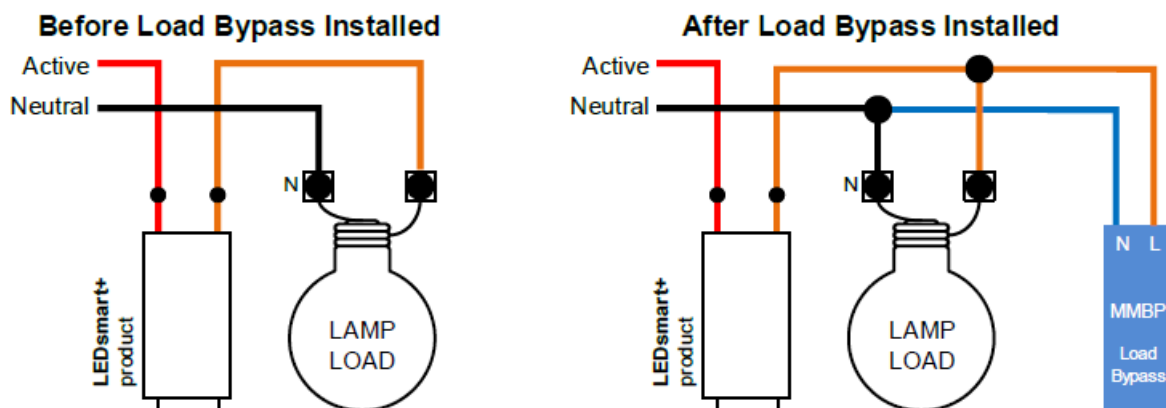 Before Load Bypass Installed
Active
Neutral
N
LEDsmart+
product
LAMP
LOAD
After Load Bypass Installed
Active
Neutral
N
LEDsmart+
product
LAMP
LOAD
N L
MMBP
Load
Bypass